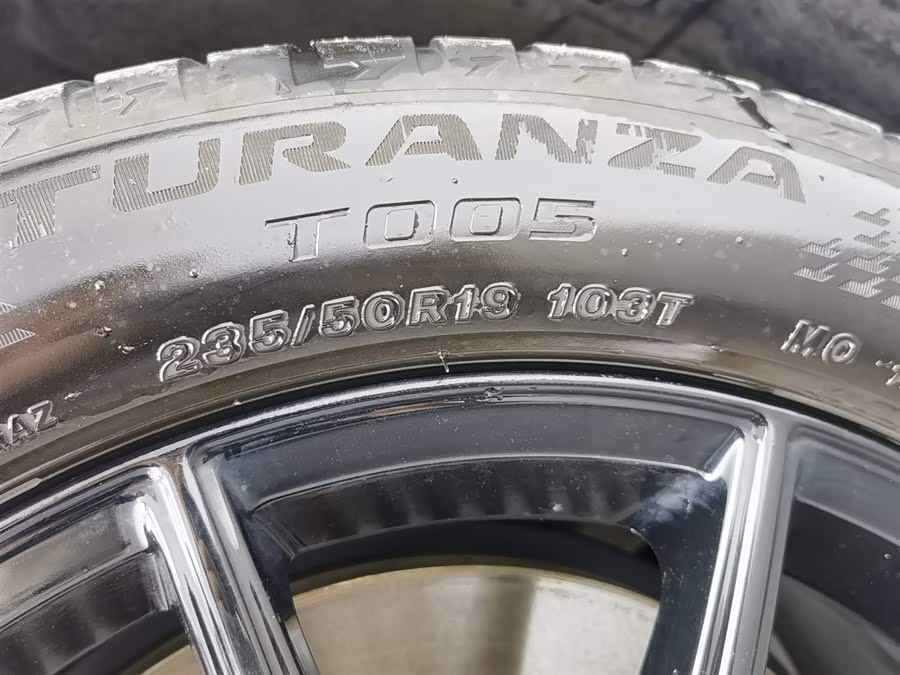 TURANZA
T005
235/50R19 103T
MO